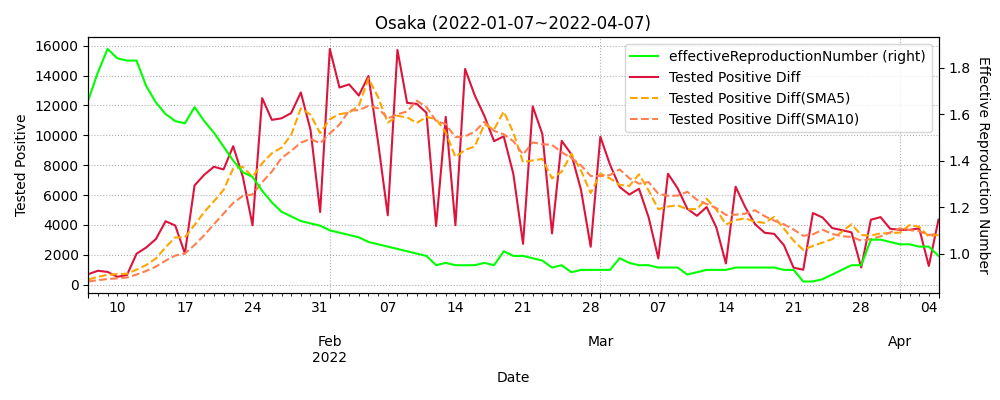 Osaka (2022-01-07~2022-04-07)
effectiveReproductionNumber (right)
Tested Positive Diff
Tested Positive Diff(SMA5)
Tested Positive Diff(SMA10)
Tested Positive
16000
14000
12000
10000
8000
6000
4000
2000
0
Effective Reproduction Number
1.8
1.6
1.4
1.2
1.0
10 17 24 31 07 14 21 28 07 14 21 28 04
Feb Mar Apr
2022
Date